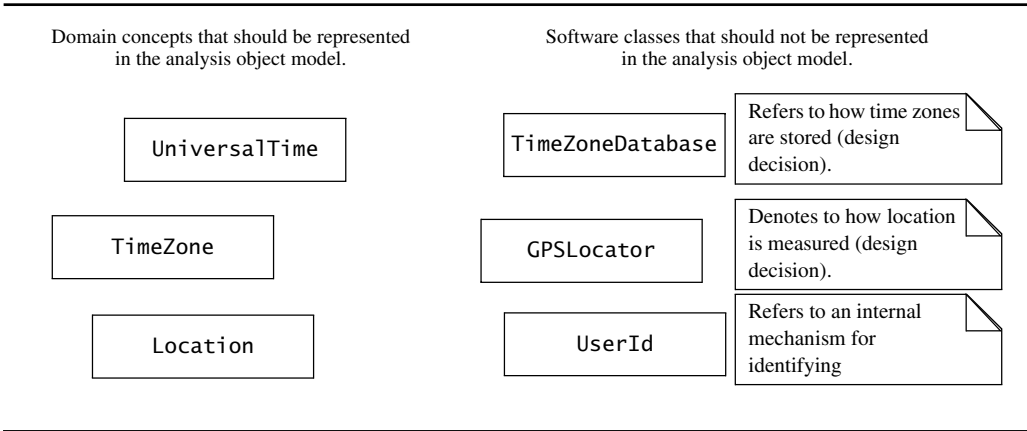 Domain concepts that should be represented
in the analysis object model.
Software classes that should not be represented
in the analysis object model.
UniversalTime
TimeZoneDatabase
Refers to how time zones
are stored (design
decision).
TimeZone
GPSLocator
Denotes to how location
is measured (design
decision).
Location
UserId
Refers to an internal
mechanism for
identifying